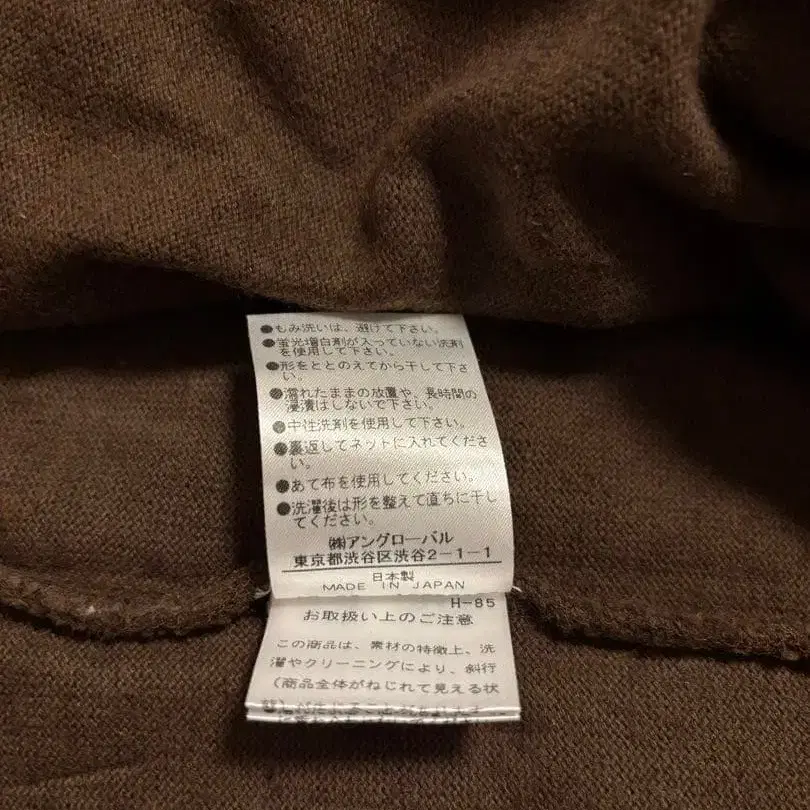 ●もみ洗いは、避けて下さい。
●蛍光増白剤が入っていない洗剤
を使用して下さい。
●形をととのえてから干して下さ
い。
●濡れたままの放置や、長時間の
浸漬はしないで下さい。
●中性洗剤を使用して下さい。
●裏返してネットに入れてくださ
い。
●あて布を使用してください。
●洗濯後は形を整えて直ちに干し
てください。
㈱アングローバル
東京都渋谷区渋谷2-1-1
日本製
MADE IN JAPAN
H-85
お取扱い上のご注意
この商品は、素材の特徴上、洗
濯やクリーニングにより、斜行
(商品全体がねじれて見える状